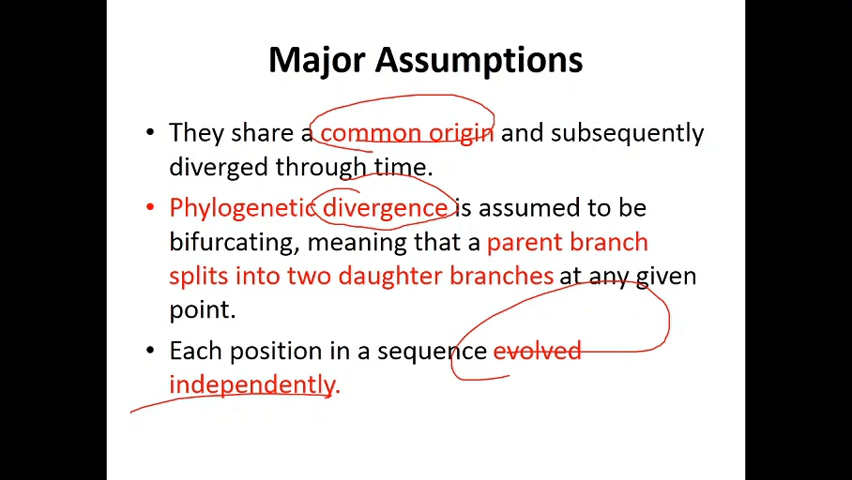 Major Assumptions
• They share a common origin and subsequently
diverged through time.
• Phylogenetic divergence is assumed to be
bifurcating, meaning that a parent branch
splits into two daughter branches at any given
point.
• Each position in a sequence evolved
independently.